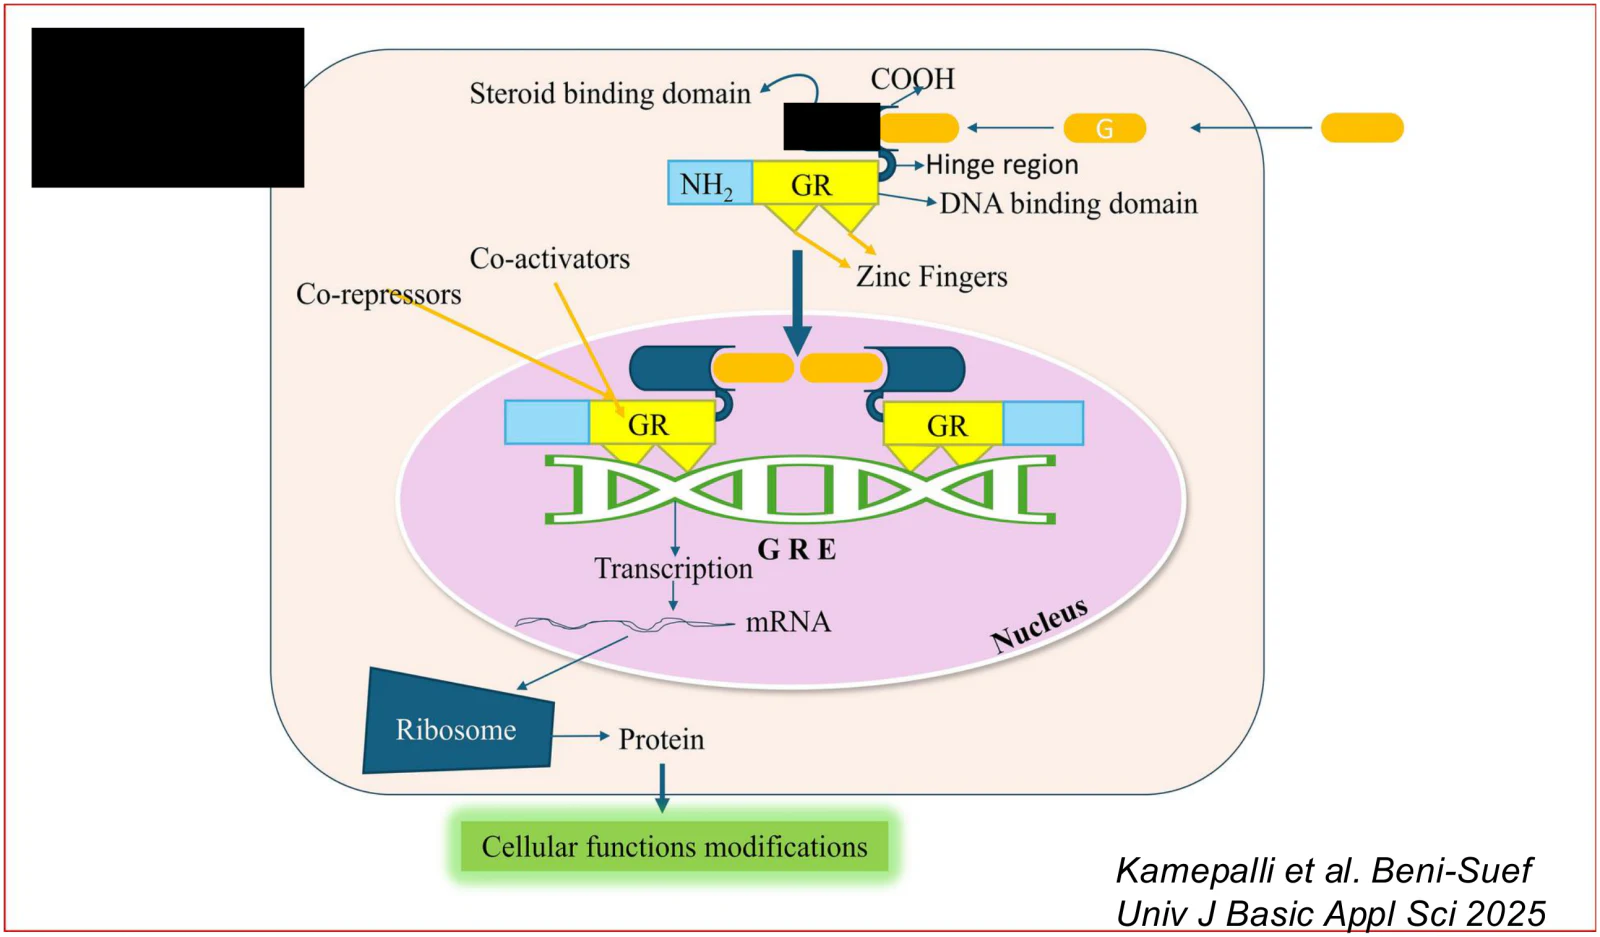 Steroid binding domain
COOH
G
Hinge region
NH₂
GR
DNA binding domain
Zinc Fingers
Co-activators
Co-repressors
GR
GR
G R E
Transcription
mRNA
Nucleus
Ribosome
Protein
Cellular functions modifications
Kamepalli et al. Beni-Suef
Univ J Basic Appl Sci 2025